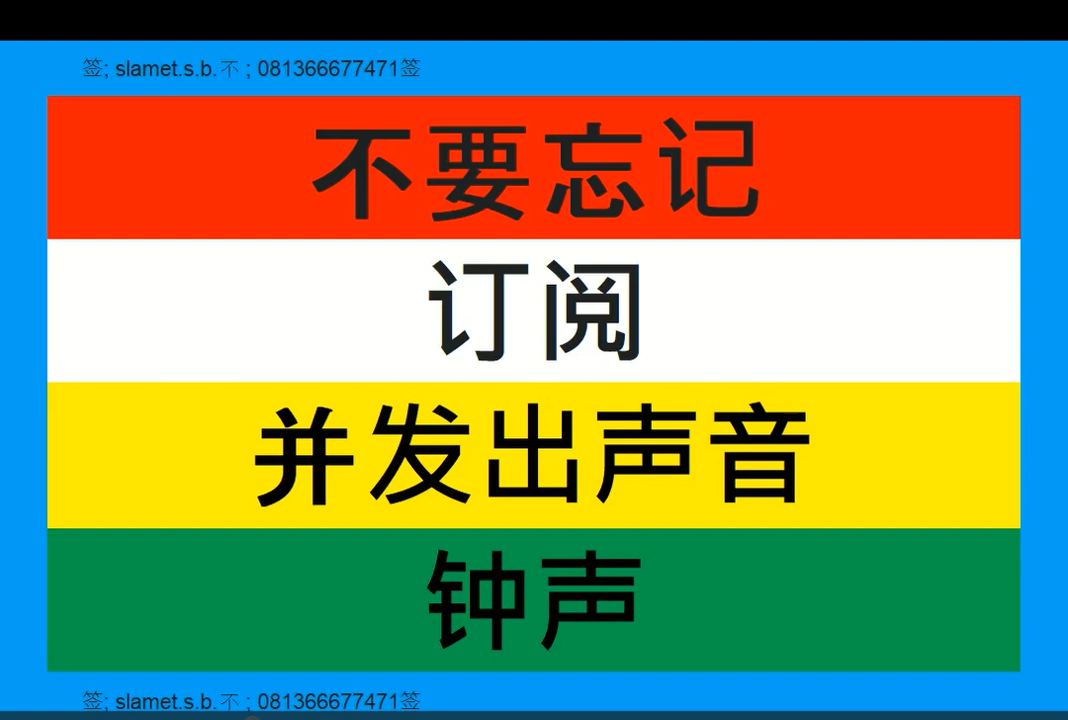 签; slamet.s.b.不 ; 081366677471签
不要忘记
订阅
并发出声音
钟声
签; slamet.s.b.不 ; 081366677471签